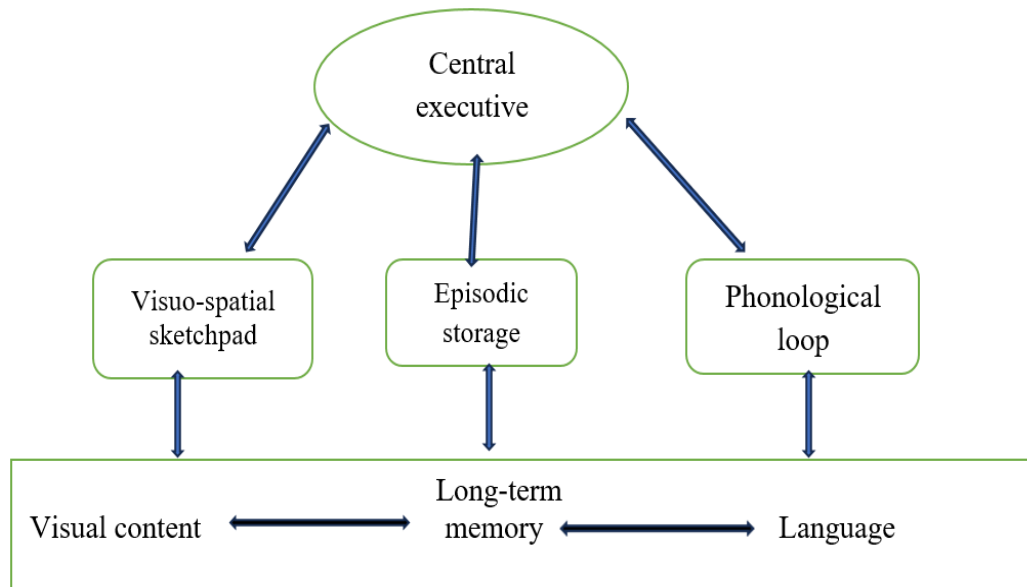 Central
executive
Visuo-spatial
sketchpad
Episodic
storage
Phonological
loop
Visual content
Long-term
memory
Language